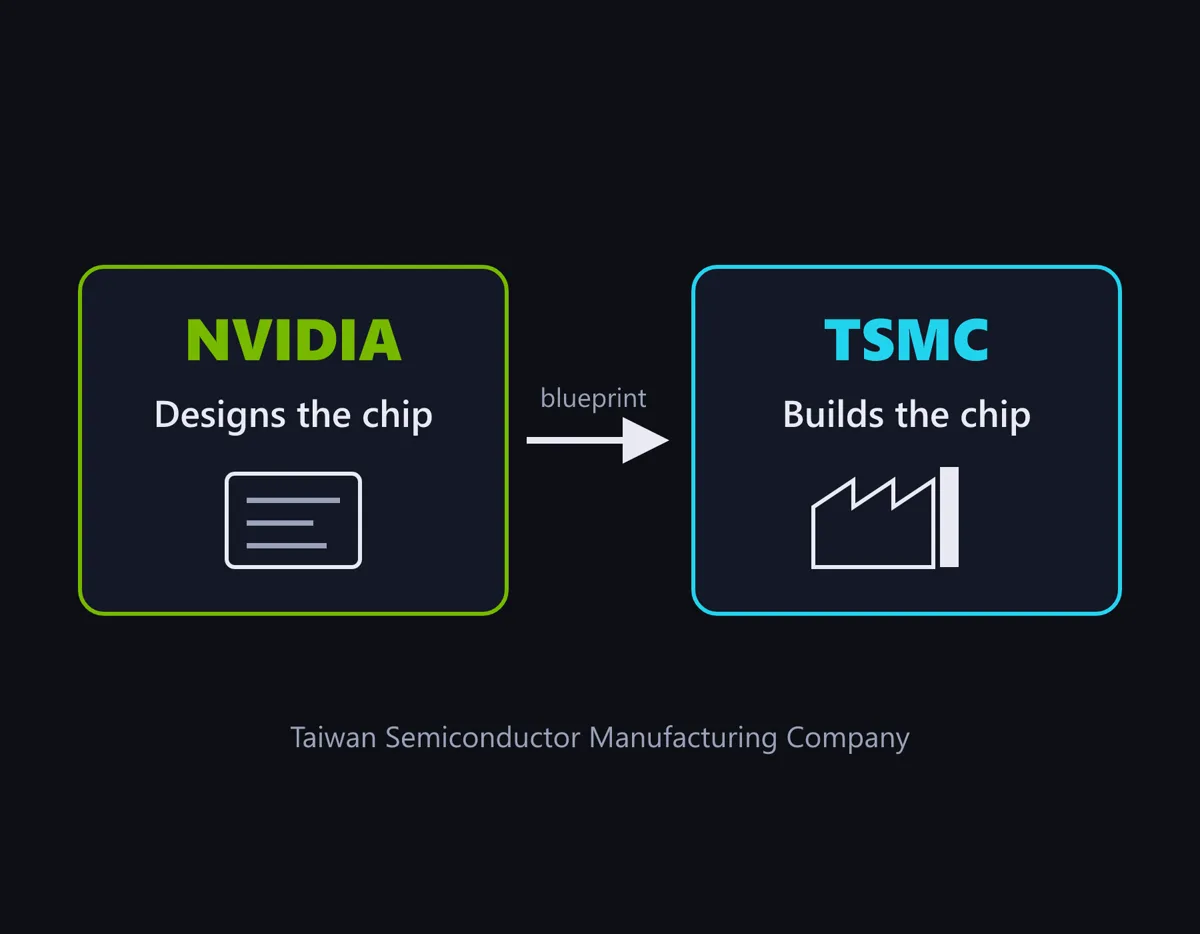 NVIDIA
Designs the chip
blueprint
TSMC
Builds the chip
Taiwan Semiconductor Manufacturing Company